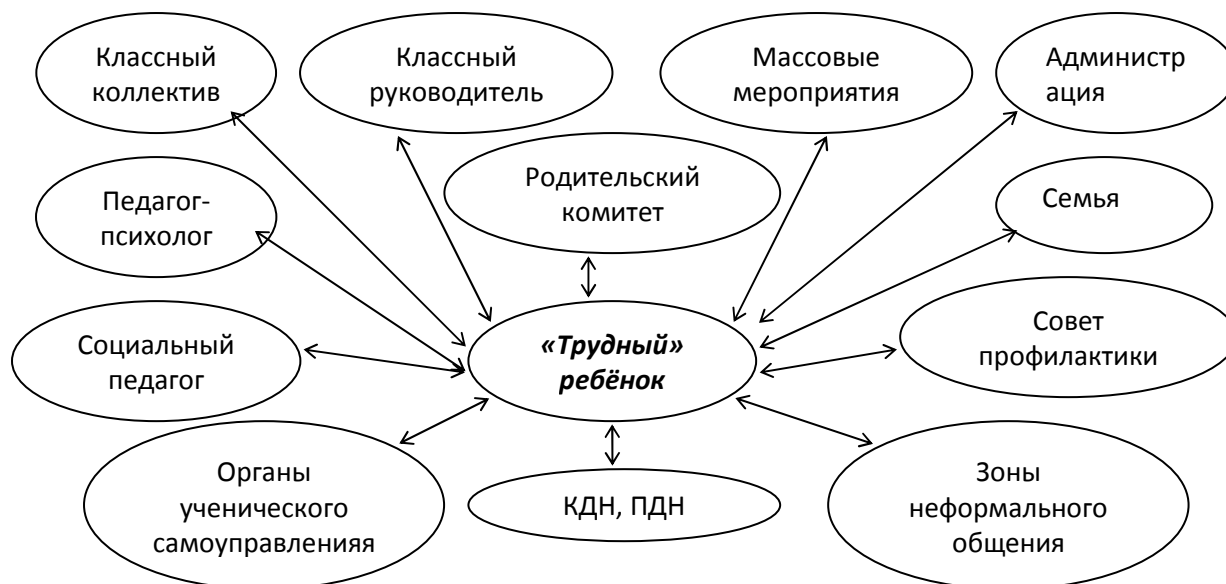 Классный
коллектив
Классный
руководитель
Массовые
мероприятия
Администр
ация
Родительский
комитет
Педагог-
психолог
Семья
Социальный
педагог
«Трудный»
ребёнок
Совет
профилактики
Органы
ученического
самоуправленияя
КДН, ПДН
Зоны
неформального
общения